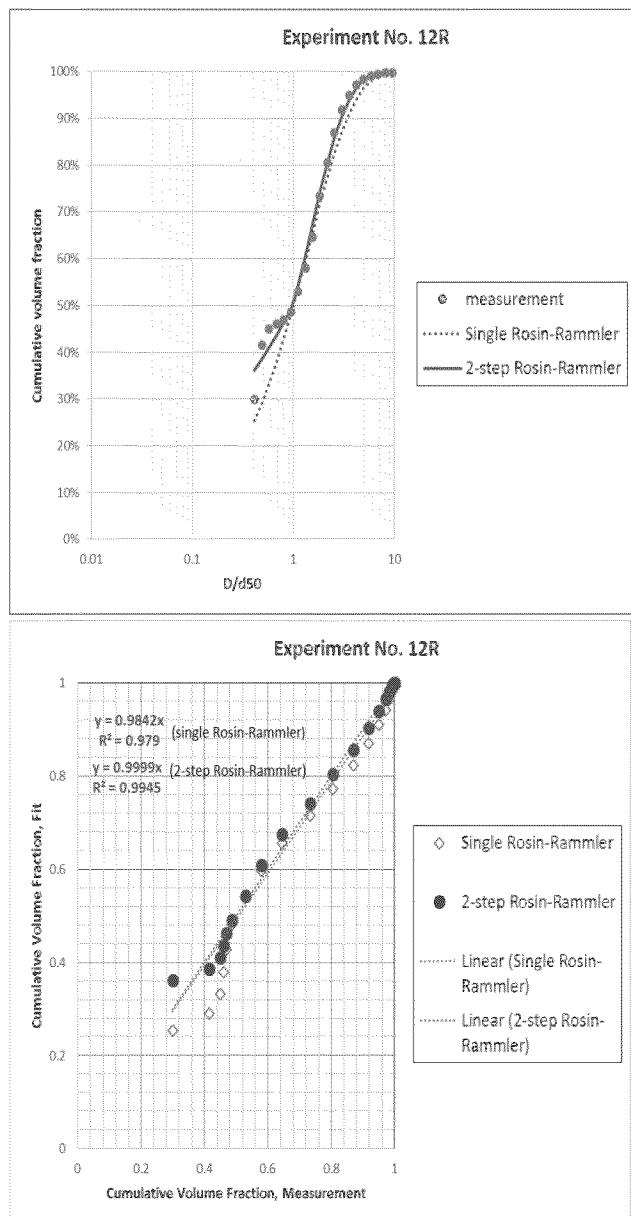 Experiment No. 12R
100%
90%
80%
70%
60%
50%
40%
30%
20%
10%
0%
Cumulative volume fraction
0.01
0.1
1
10
D/d50
measurement
Single Rosin-Rammler
2-step Rosin-Rammler
Experiment No. 12R
1
0.8
0.6
0.4
0.2
0
Cumulative Volume Fraction, Fit
y = 0.9842x
R² = 0.979
(single Rosin-Rammler)
y = 0.9999x
R² = 0.9945
(2-step Rosin-Rammler)
0
0.2
0.4
0.6
0.8
1
Cumulative Volume Fraction, Measurement
Single Rosin-Rammler
2-step Rosin-Rammler
Linear (Single Rosin-
Rammler)
Linear (2-step Rosin-
Rammler)